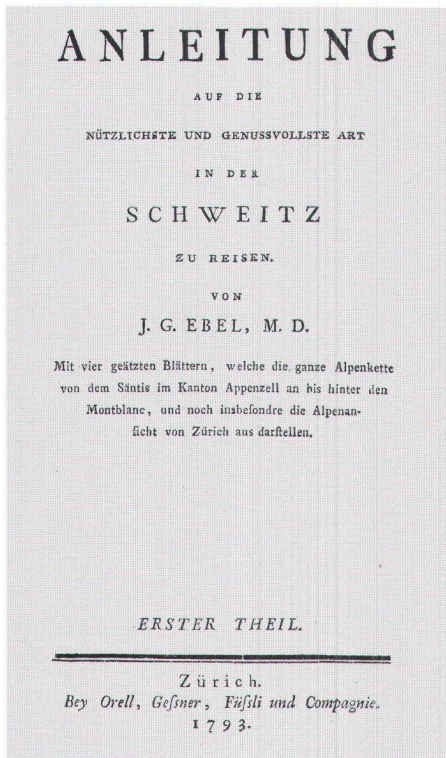 ANLEITUNG
AUF DIE
NÜTZLICHSTE UND GENUSSVOLLSTE ART
IN DER
SCHWEITZ
ZU REISEN.
VON
J. G. EBEL, M. D.
Mit vier geätzten Blättern, welche die ganze Alpenkette
von dem Säntis im Kanton Appenzell an bis hinter den
Montblanc, und noch insbeſondre die Alpenan-
ſicht von Zürich aus darſtellen.
ERSTER THEIL.
Zürich.
Bey Orell, Geſsner, Füſsli und Compagnie.
1793.